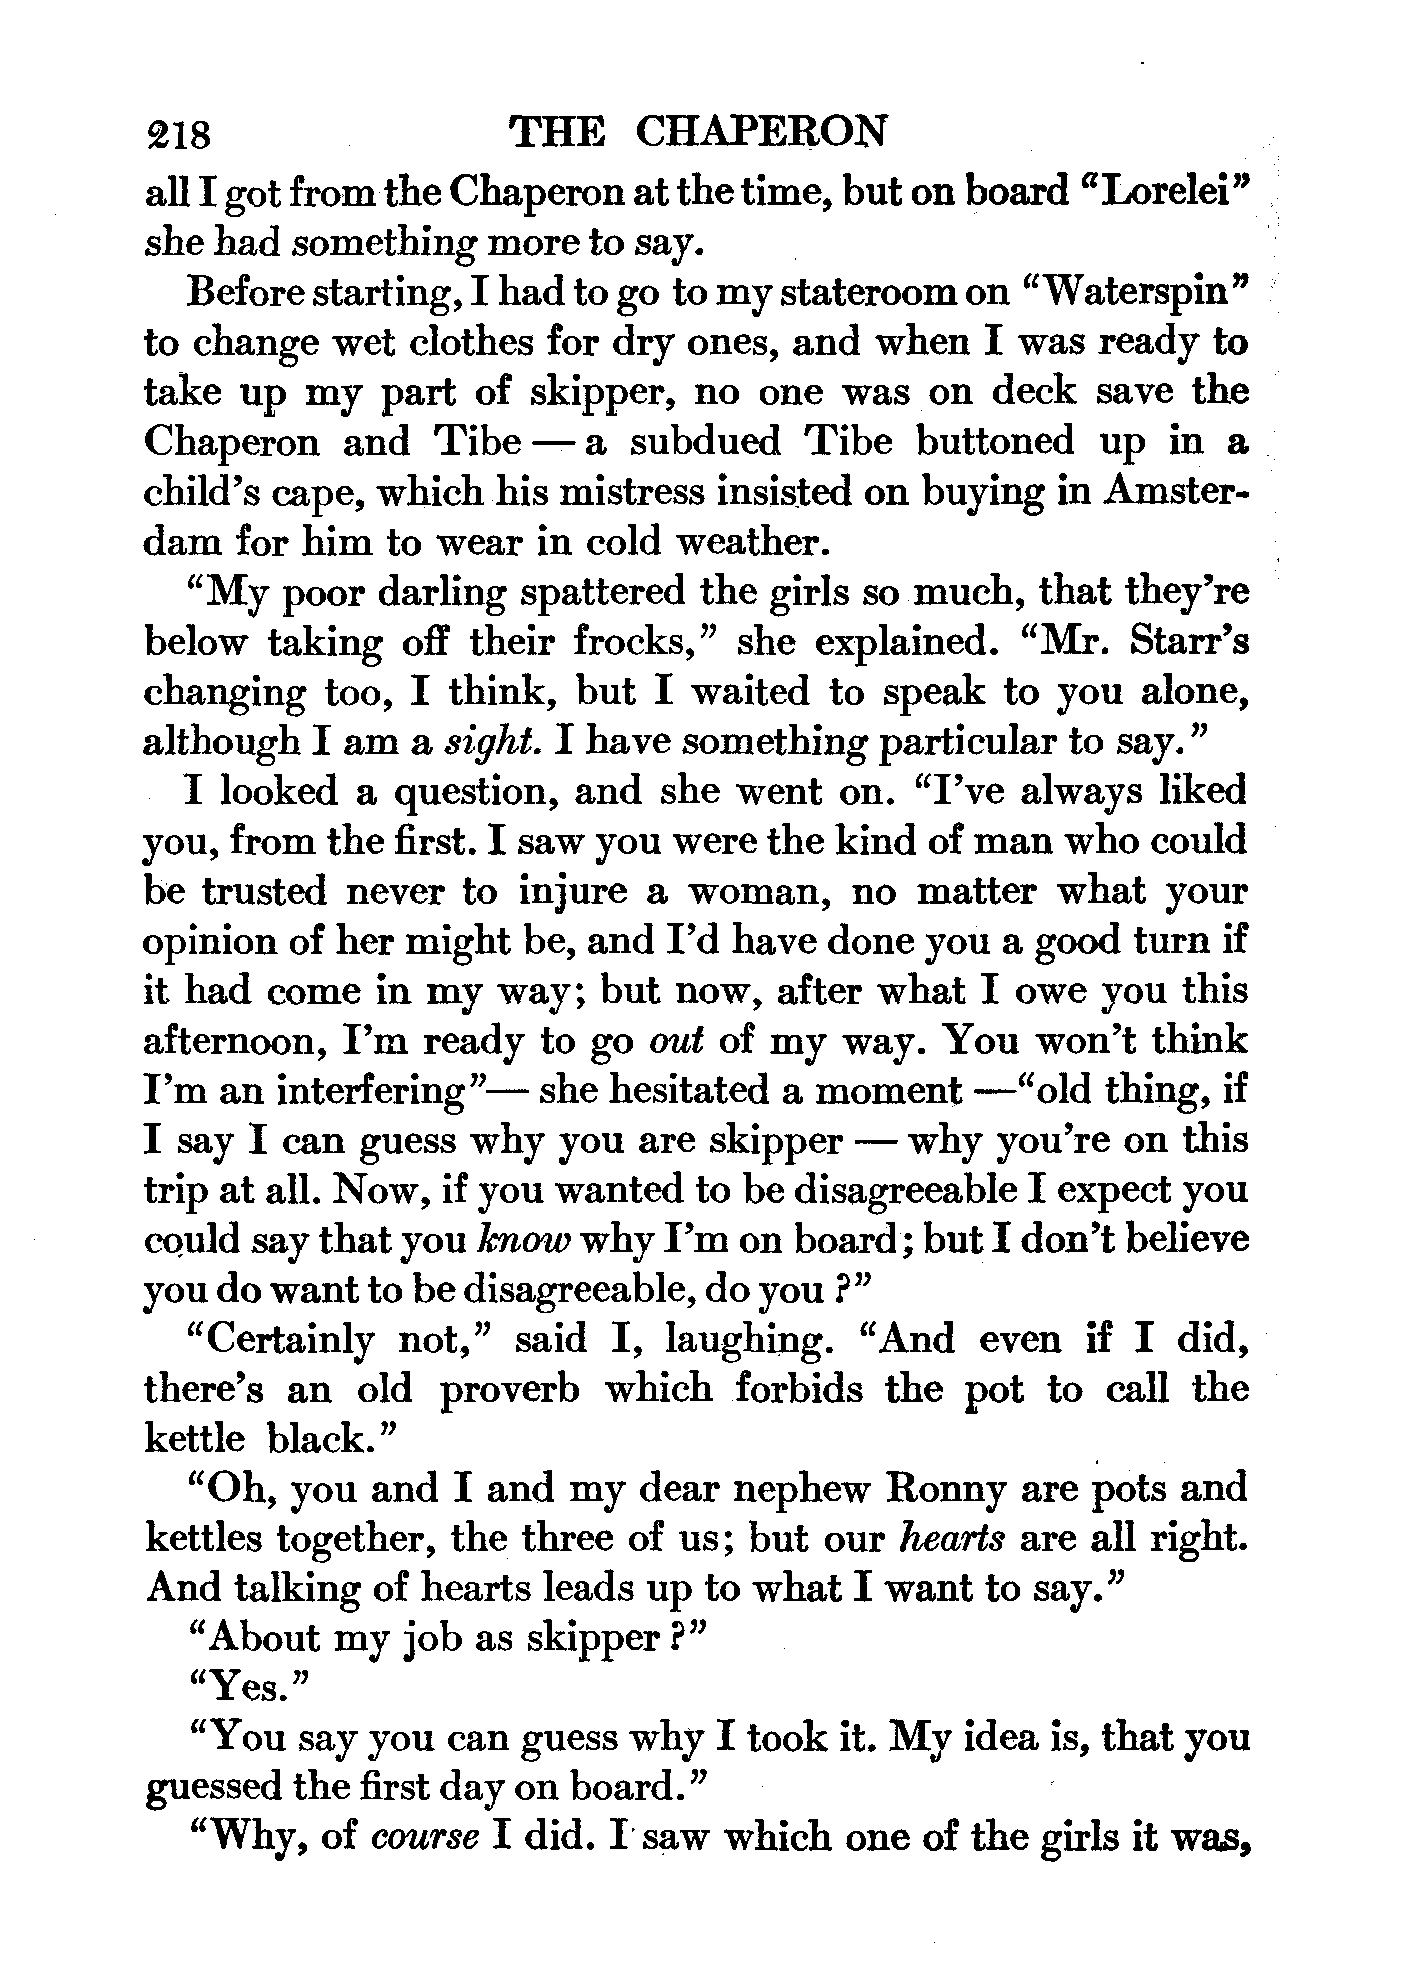 218 THE CHAPERON
all I got from the Chaperon at the time, but on board "Lorelei"
she had something more to say.
Before starting, I had to go to my stateroom on "Waterspin"
to change wet clothes for dry ones, and when I was ready to
take up my part of skipper, no one was on deck save the
Chaperon and Tibe — a subdued Tibe buttoned up in a
child's cape, which his mistress insisted on buying in Amster-
dam for him to wear in cold weather.
"My poor darling spattered the girls so much, that they're
below taking off their frocks," she explained. "Mr. Starr's
changing too, I think, but I waited to speak to you alone,
although I am a sight. I have something particular to say."
I looked a question, and she went on. "I've always liked
you, from the first. I saw you were the kind of man who could
be trusted never to injure a woman, no matter what your
opinion of her might be, and I'd have done you a good turn if
it had come in my way; but now, after what I owe you this
afternoon, I'm ready to go out of my way. You won't think
I'm an interfering"— she hesitated a moment —"old thing, if
I say I can guess why you are skipper — why you're on this
trip at all. Now, if you wanted to be disagreeable I expect you
could say that you know why I'm on board; but I don't believe
you do want to be disagreeable, do you ?"
"Certainly not," said I, laughing. "And even if I did,
there's an old proverb which forbids the pot to call the
kettle black."
"Oh, you and I and my dear nephew Ronny are pots and
kettles together, the three of us; but our hearts are all right.
And talking of hearts leads up to what I want to say."
"About my job as skipper ?"
"Yes."
"You say you can guess why I took it. My idea is, that you
guessed the first day on board."
"Why, of course I did. I saw which one of the girls it was,